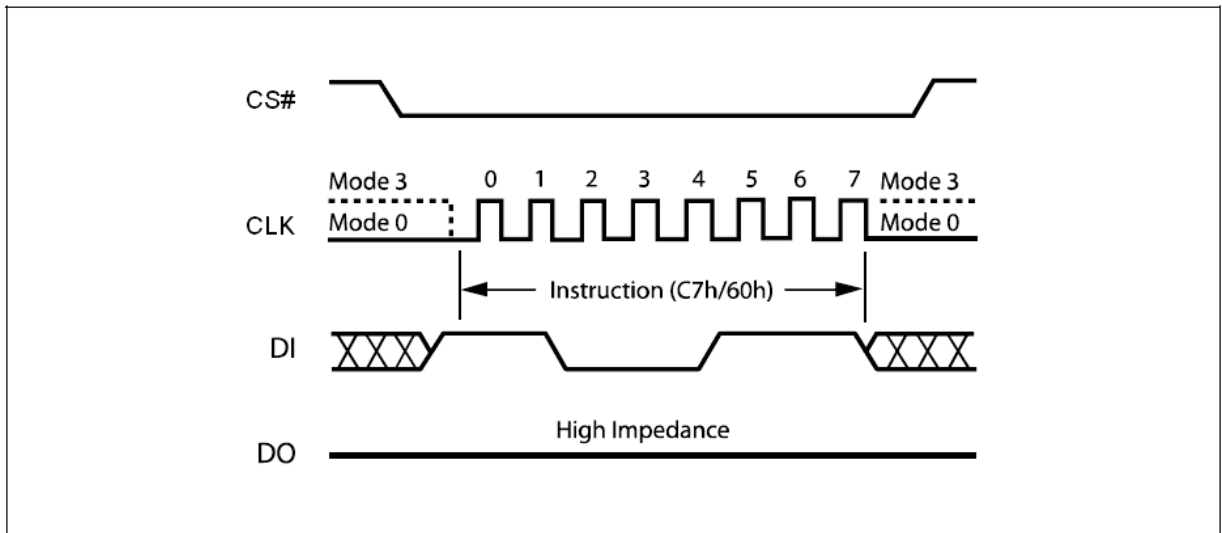 CS#
Mode 3 0 1 2 3 4 5 6 7 Mode 3
CLK Mode 0 Mode 0
Instruction (C7h/60h)
DI
High Impedance
DO